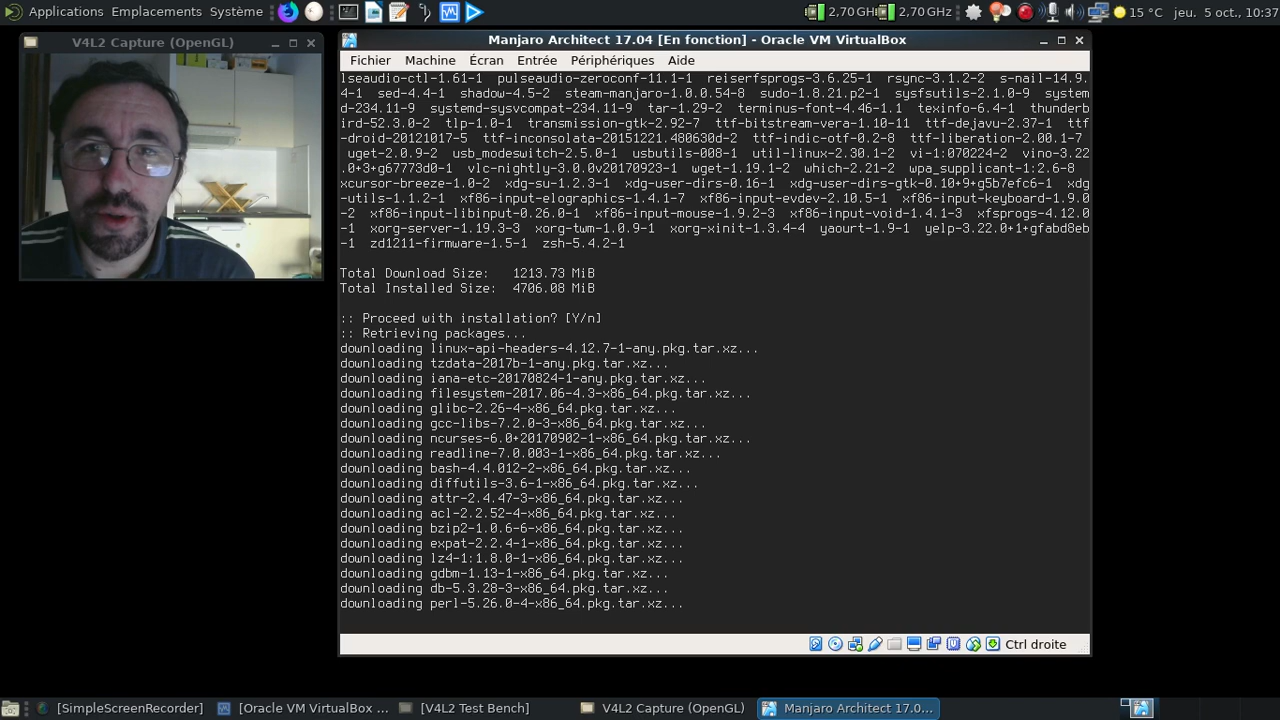 Applications Emplacements Système 2,70 GHz 2,70 GHz 15 °C jeu. 5 oct., 10:37
V4L2 Capture (OpenGL)
Manjaro Architect 17.04 [En fonction] - Oracle VM VirtualBox
Fichier Machine Écran Entrée Périphériques Aide
lseaudio-ctl-1.61-1 pulseaudio-zeroconf-11.1-1 reiserfsprogs-3.6.25-1 rsync-3.1.2-2 s-nail-14.9.
4-1 sed-4.4-1 shadow-4.5-2 steam-manjaro-1.0.0.54-8 sudo-1.8.21.p2-1 sysfsutils-2.1.0-9 system
d-234.11-9 systemd-sysvcompat-234.11-9 tar-1.29-2 terminus-font-4.46-1.1 texinfo-6.4-1 thunderb
ird-52.3.0-2 tlp-1.0-1 transmission-gtk-2.92-7 ttf-bitstream-vera-1.10-11 ttf-dejavu-2.37-1 ttf
-droid-20121017-5 ttf-inconsolata-20151221.480630d-2 ttf-indic-otf-0.2-8 ttf-liberation-2.00.1-7
uget-2.0.9-2 usb_modeswitch-2.5.0-1 usbutils-008-1 util-linux-2.30.1-2 vi-1:070224-2 vino-3.22
.0+3+g67773d0-1 vlc-nightly-3.0.0v20170923-1 wget-1.19.1-2 which-2.21-2 wpa_supplicant-1:2.6-8
xcursor-breeze-1.0-2 xdg-su-1.2.3-1 xdg-user-dirs-0.16-1 xdg-user-dirs-gtk-0.10+9+g5b7efc6-1 xdg
-utils-1.1.2-1 xf86-input-elographics-1.4.1-7 xf86-input-evdev-2.10.5-1 xf86-input-keyboard-1.9.0
-2 xf86-input-libinput-0.26.0-1 xf86-input-mouse-1.9.2-3 xf86-input-void-1.4.1-3 xfsprogs-4.12.0
-1 xorg-server-1.19.3-3 xorg-twm-1.0.9-1 xorg-xinit-1.3.4-4 yaourt-1.9-1 yelp-3.22.0+1+gfabd8eb
-1 zd1211-firmware-1.5-1 zsh-5.4.2-1
Total Download Size: 1213.73 MiB
Total Installed Size: 4706.08 MiB
:: Proceed with installation? [Y/n]
:: Retrieving packages...
downloading linux-api-headers-4.12.7-1-any.pkg.tar.xz...
downloading tzdata-2017b-1-any.pkg.tar.xz...
downloading iana-etc-20170824-1-any.pkg.tar.xz...
downloading filesystem-2017.06-4.3-x86_64.pkg.tar.xz...
downloading glibc-2.26-4-x86_64.pkg.tar.xz...
downloading gcc-libs-7.2.0-3-x86_64.pkg.tar.xz...
downloading ncurses-6.0+20170902-1-x86_64.pkg.tar.xz...
downloading readline-7.0.003-1-x86_64.pkg.tar.xz...
downloading bash-4.4.012-2-x86_64.pkg.tar.xz...
downloading diffutils-3.6-1-x86_64.pkg.tar.xz...
downloading attr-2.4.47-3-x86_64.pkg.tar.xz...
downloading acl-2.2.52-4-x86_64.pkg.tar.xz...
downloading bzip2-1.0.6-6-x86_64.pkg.tar.xz...
downloading expat-2.2.4-1-x86_64.pkg.tar.xz...
downloading lz4-1:1.8.0-1-x86_64.pkg.tar.xz...
downloading gdbm-1.13-1-x86_64.pkg.tar.xz...
downloading db-5.3.28-3-x86_64.pkg.tar.xz...
downloading perl-5.26.0-4-x86_64.pkg.tar.xz...
Ctrl droite
[SimpleScreenRecorder] [Oracle VM VirtualBox ... [V4L2 Test Bench] V4L2 Capture (OpenGL) Manjaro Architect 17.0...